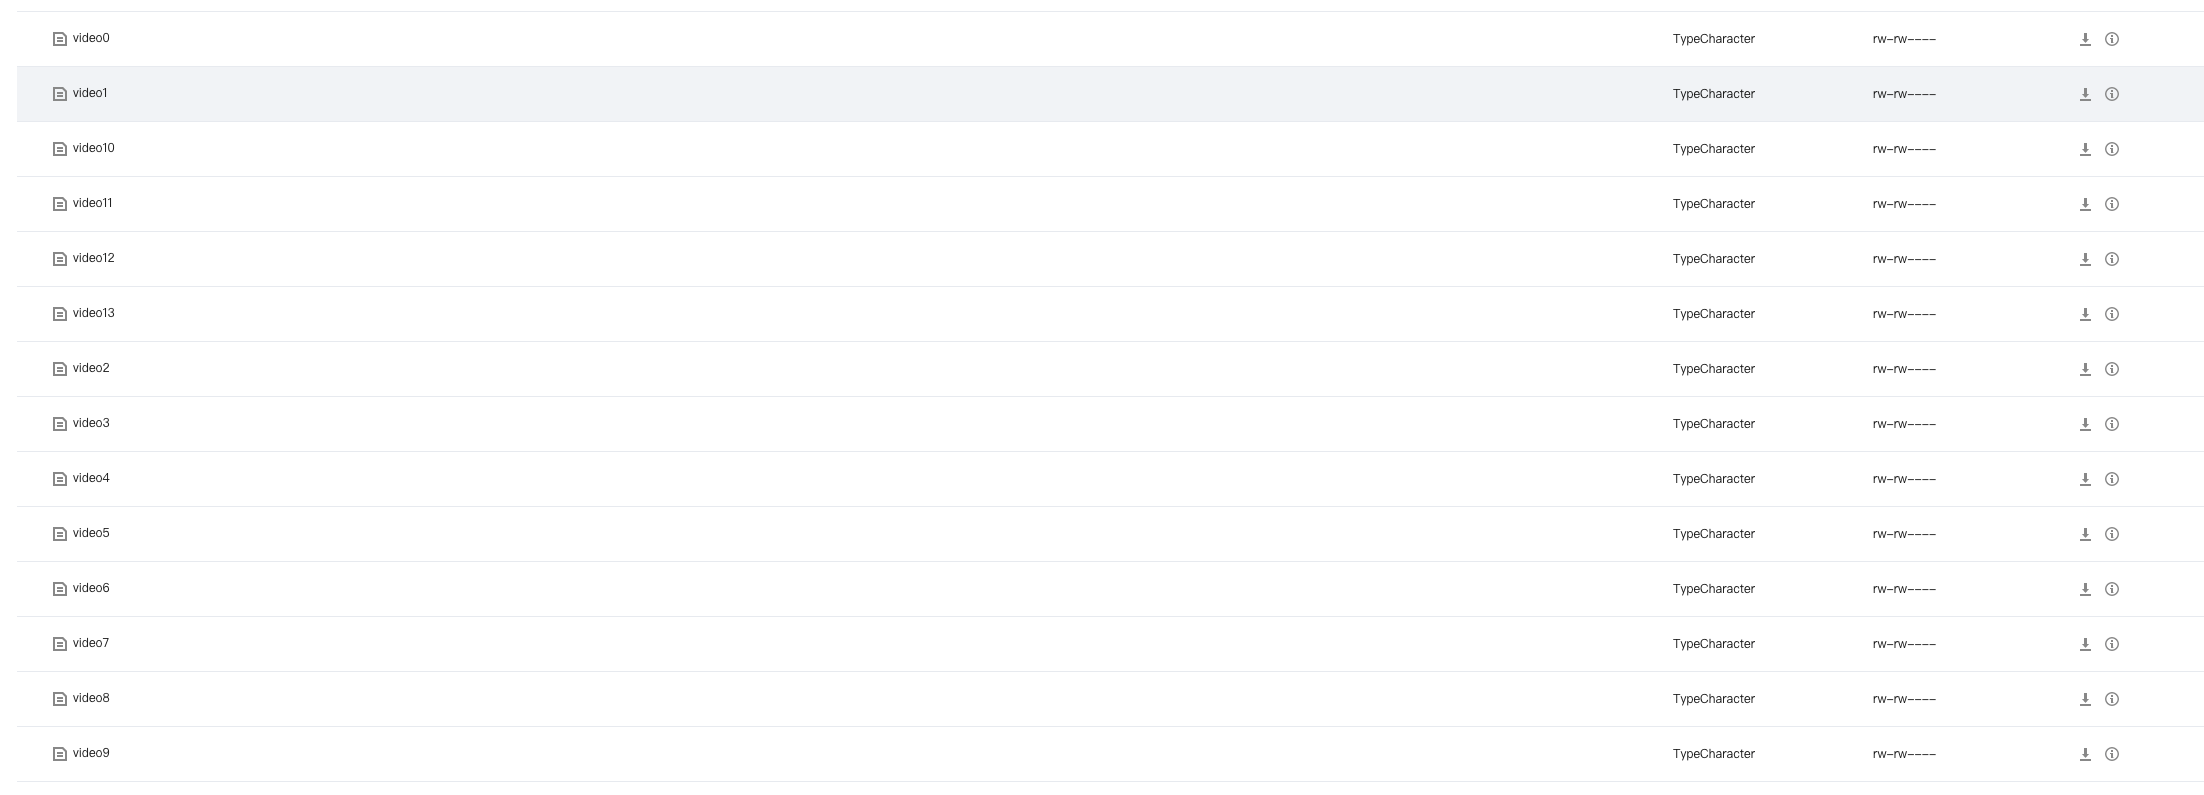 video0 TypeCharacter rw-rw----
video1 TypeCharacter rw-rw----
video10 TypeCharacter rw-rw----
video11 TypeCharacter rw-rw----
video12 TypeCharacter rw-rw----
video13 TypeCharacter rw-rw----
video2 TypeCharacter rw-rw----
video3 TypeCharacter rw-rw----
video4 TypeCharacter rw-rw----
video5 TypeCharacter rw-rw----
video6 TypeCharacter rw-rw----
video7 TypeCharacter rw-rw----
video8 TypeCharacter rw-rw----
video9 TypeCharacter rw-rw----